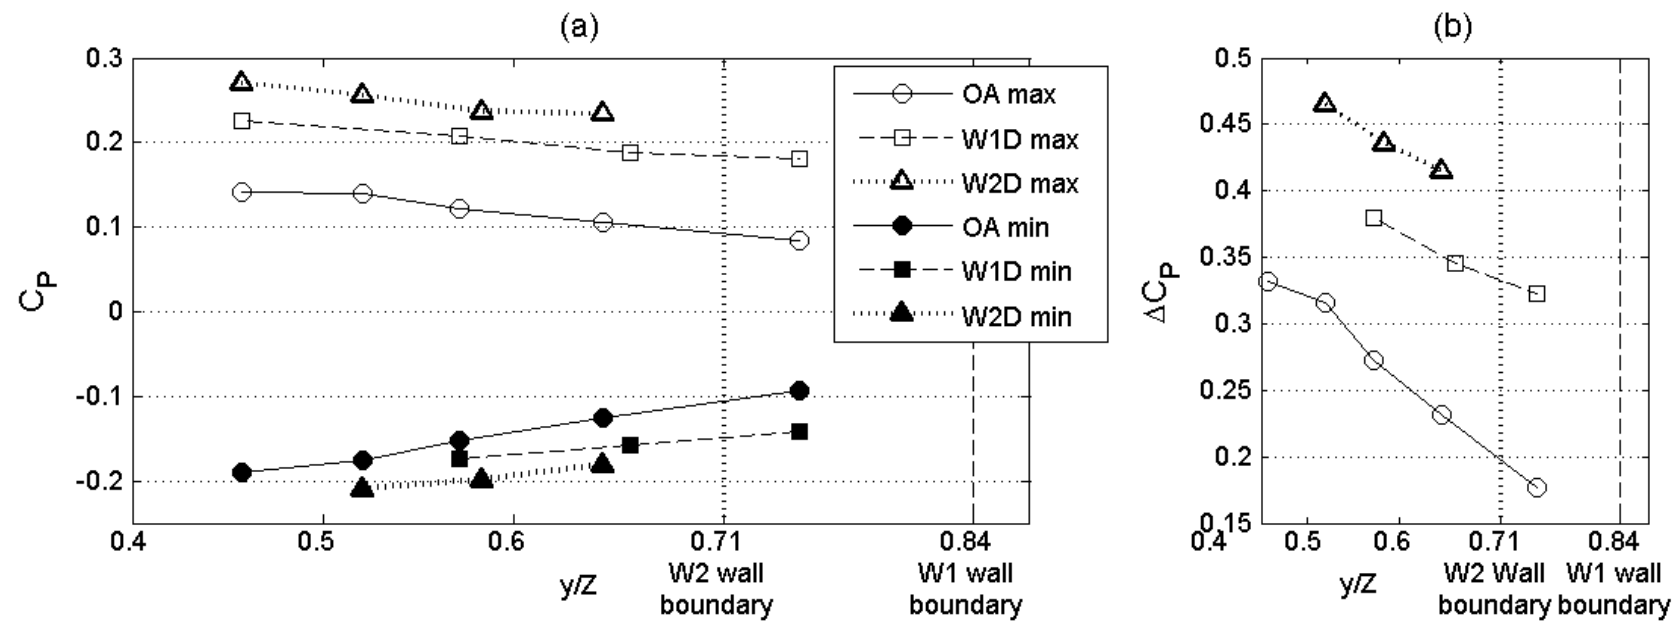 (a)
0.3
0.2
0.1
0
-0.1
-0.2
C_P
0.4 0.5 0.6 0.71 0.84
y/Z
W2 wall
boundary
W1 wall
boundary
OA max
W1D max
W2D max
OA min
W1D min
W2D min
(b)
0.5
0.45
0.4
0.35
0.3
0.25
0.2
0.15
ΔC_P
0.4 0.5 0.6 0.71 0.84
y/Z
W2 Wall
boundary
W1 wall
boundary